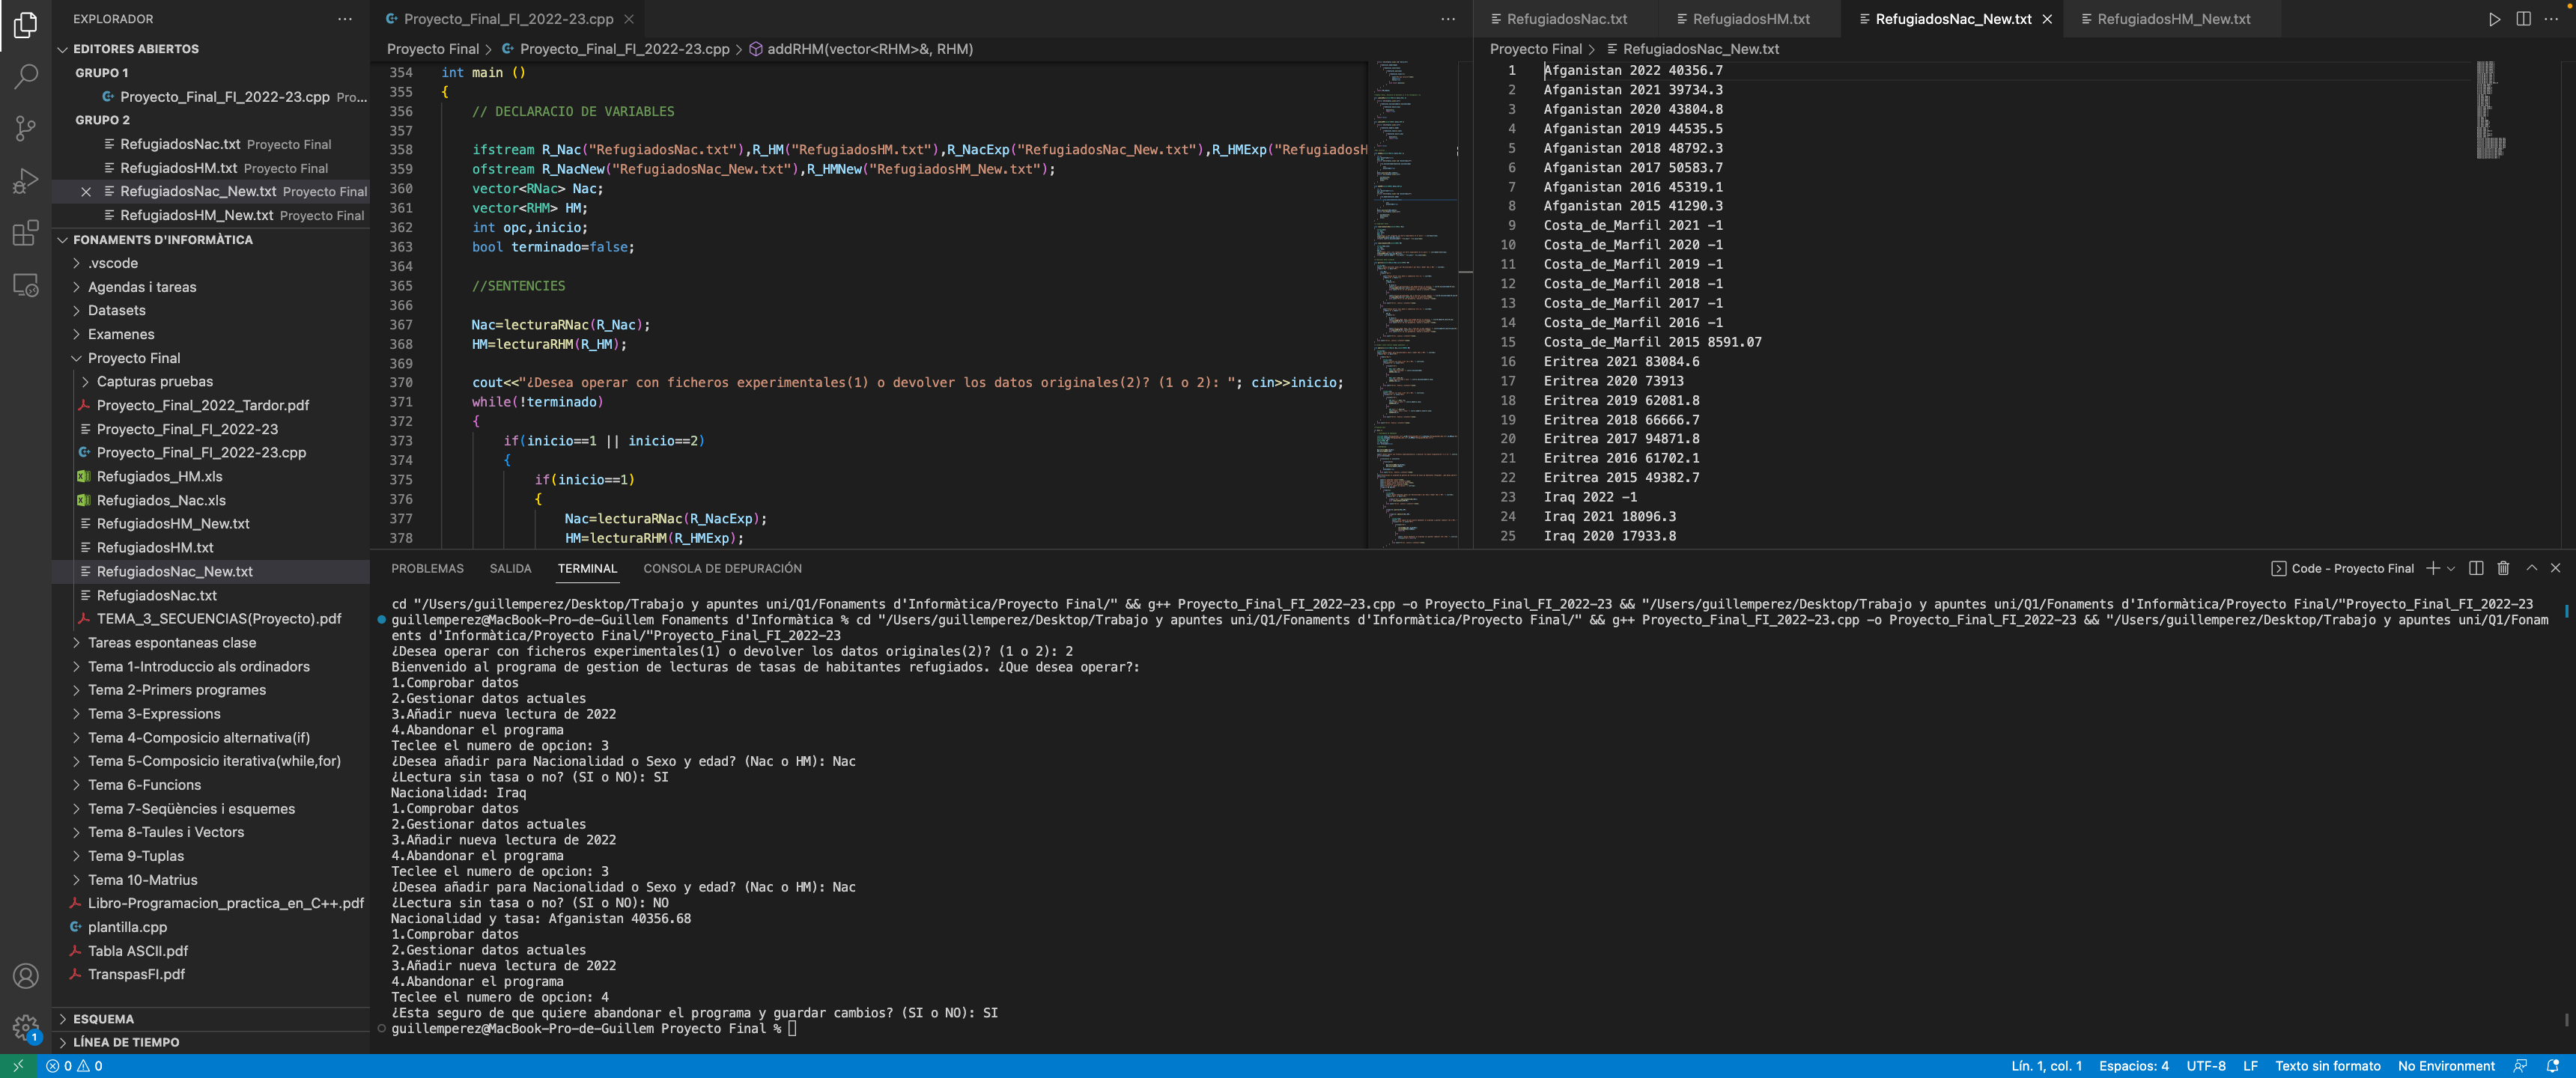 EXPLORADOR
EDITORES ABIERTOS
GRUPO 1
Proyecto_Final_FI_2022-23.cpp Pro...
GRUPO 2
RefugiadosNac.txt Proyecto Final
RefugiadosHM.txt Proyecto Final
RefugiadosNac_New.txt Proyecto Final
RefugiadosHM_New.txt Proyecto Final
FONAMENTS D'INFORMÀTICA
.vscode
Agendas i tareas
Datasets
Examenes
Proyecto Final
Capturas pruebas
Proyecto_Final_2022_Tardor.pdf
Proyecto_Final_FI_2022-23
Proyecto_Final_FI_2022-23.cpp
Refugiados_HM.xls
Refugiados_Nac.xls
RefugiadosHM_New.txt
RefugiadosHM.txt
RefugiadosNac_New.txt
RefugiadosNac.txt
TEMA_3_SECUENCIAS(Proyecto).pdf
Tareas espontaneas clase
Tema 1-Introduccio als ordinadors
Tema 2-Primers programes
Tema 3-Expressions
Tema 4-Composicio alternativa(if)
Tema 5-Composicio iterativa(while,for)
Tema 6-Funcions
Tema 7-Seqüències i esquemes
Tema 8-Taules i Vectors
Tema 9-Tuplas
Tema 10-Matrius
Libro-Programacion_practica_en_C++.pdf
plantilla.cpp
Tabla ASCII.pdf
TranspasFI.pdf
ESQUEMA
LÍNEA DE TIEMPO
1
Proyecto_Final_FI_2022-23.cpp
Proyecto Final > Proyecto_Final_FI_2022-23.cpp > addRHM(vector<RHM>&, RHM)
354 int main ()
355 {
356 // DECLARACIO DE VARIABLES
357
358 ifstream R_Nac("RefugiadosNac.txt"),R_HM("RefugiadosHM.txt"),R_NacExp("RefugiadosNac_New.txt"),R_HMExp("RefugiadosH
359 ofstream R_NacNew("RefugiadosNac_New.txt"),R_HMNew("RefugiadosHM_New.txt");
360 vector<RNac> Nac;
361 vector<RHM> HM;
362 int opc,inicio;
363 bool terminado=false;
364
365 //SENTENCIES
366
367 Nac=lecturaRNac(R_Nac);
368 HM=lecturaRHM(R_HM);
369
370 cout<<"¿Desea operar con ficheros experimentales(1) o devolver los datos originales(2)? (1 o 2): "; cin>>inicio;
371 while(!terminado)
372 {
373 if(inicio==1 || inicio==2)
374 {
375 if(inicio==1)
376 {
377 Nac=lecturaRNac(R_NacExp);
378 HM=lecturaRHM(R_HMExp);
RefugiadosNac.txt RefugiadosHM.txt RefugiadosNac_New.txt RefugiadosHM_New.txt
Proyecto Final > RefugiadosNac_New.txt
1 Afganistan 2022 40356.7
2 Afganistan 2021 39734.3
3 Afganistan 2020 43804.8
4 Afganistan 2019 44535.5
5 Afganistan 2018 48792.3
6 Afganistan 2017 50583.7
7 Afganistan 2016 45319.1
8 Afganistan 2015 41290.3
9 Costa_de_Marfil 2021 -1
10 Costa_de_Marfil 2020 -1
11 Costa_de_Marfil 2019 -1
12 Costa_de_Marfil 2018 -1
13 Costa_de_Marfil 2017 -1
14 Costa_de_Marfil 2016 -1
15 Costa_de_Marfil 2015 8591.07
16 Eritrea 2021 83084.6
17 Eritrea 2020 73913
18 Eritrea 2019 62081.8
19 Eritrea 2018 66666.7
20 Eritrea 2017 94871.8
21 Eritrea 2016 61702.1
22 Eritrea 2015 49382.7
23 Iraq 2022 -1
24 Iraq 2021 18096.3
25 Iraq 2020 17933.8
PROBLEMAS SALIDA TERMINAL CONSOLA DE DEPURACIÓN
Code - Proyecto Final
cd "/Users/guillemperez/Desktop/Trabajo y apuntes uni/Q1/Fonaments d'Informàtica/Proyecto Final/" && g++ Proyecto_Final_FI_2022-23.cpp -o Proyecto_Final_FI_2022-23 && "/Users/guillemperez/Desktop/Trabajo y apuntes uni/Q1/Fonaments d'Informàtica/Proyecto Final/"Proyecto_Final_FI_2022-23
guillemperez@MacBook-Pro-de-Guillem Fonaments d'Informàtica % cd "/Users/guillemperez/Desktop/Trabajo y apuntes uni/Q1/Fonaments d'Informàtica/Proyecto Final/" && g++ Proyecto_Final_FI_2022-23.cpp -o Proyecto_Final_FI_2022-23 && "/Users/guillemperez/Desktop/Trabajo y apuntes uni/Q1/Fonam
ents d'Informàtica/Proyecto Final/"Proyecto_Final_FI_2022-23
¿Desea operar con ficheros experimentales(1) o devolver los datos originales(2)? (1 o 2): 2
Bienvenido al programa de gestion de lecturas de tasas de habitantes refugiados. ¿Que desea operar?:
1.Comprobar datos
2.Gestionar datos actuales
3.Añadir nueva lectura de 2022
4.Abandonar el programa
Teclee el numero de opcion: 3
¿Desea añadir para Nacionalidad o Sexo y edad? (Nac o HM): Nac
¿Lectura sin tasa o no? (SI o NO): SI
Nacionalidad: Iraq
1.Comprobar datos
2.Gestionar datos actuales
3.Añadir nueva lectura de 2022
4.Abandonar el programa
Teclee el numero de opcion: 3
¿Desea añadir para Nacionalidad o Sexo y edad? (Nac o HM): Nac
¿Lectura sin tasa o no? (SI o NO): NO
Nacionalidad y tasa: Afganistan 40356.68
1.Comprobar datos
2.Gestionar datos actuales
3.Añadir nueva lectura de 2022
4.Abandonar el programa
Teclee el numero de opcion: 4
¿Esta seguro de que quiere abandonar el programa y guardar cambios? (SI o NO): SI
guillemperez@MacBook-Pro-de-Guillem Proyecto Final %
0 0
Lín. 1, col. 1 Espacios: 4 UTF-8 LF Texto sin formato No Environment